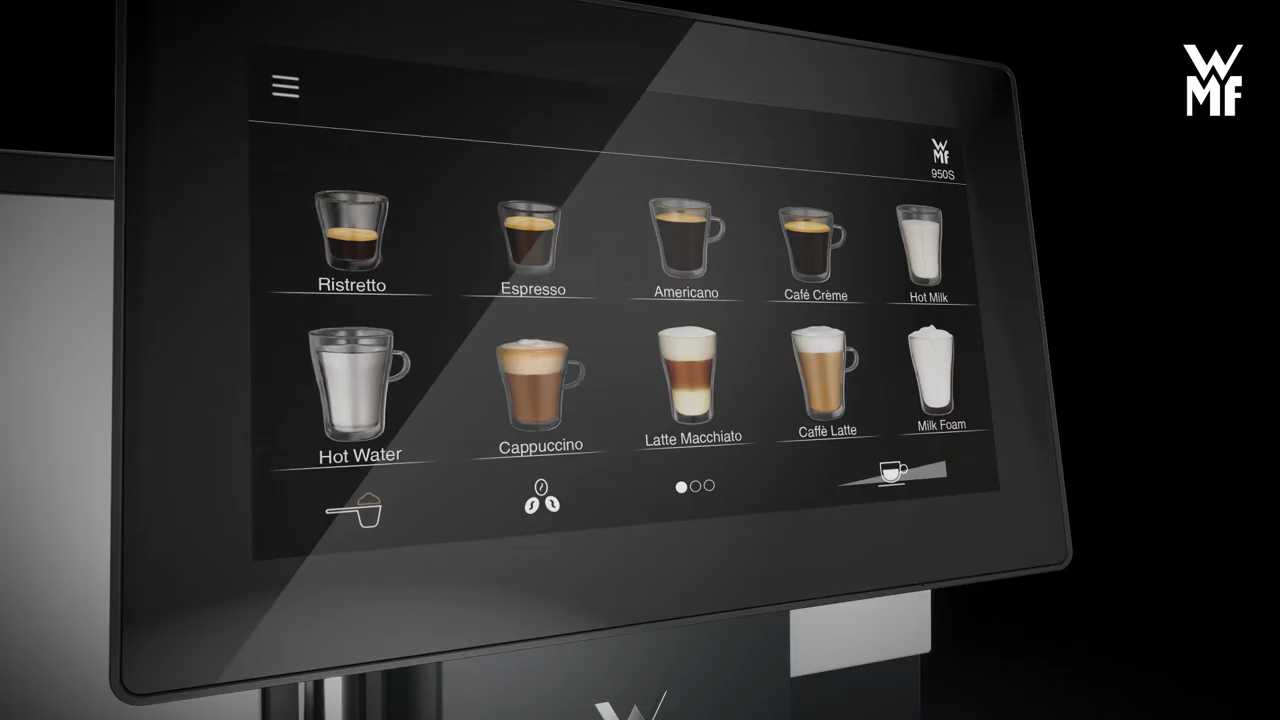 WMF
WMF
950S
Ristretto
Espresso
Americano
Café Crème
Hot Milk
Hot Water
Cappuccino
Latte Macchiato
Caffè Latte
Milk Foam
W